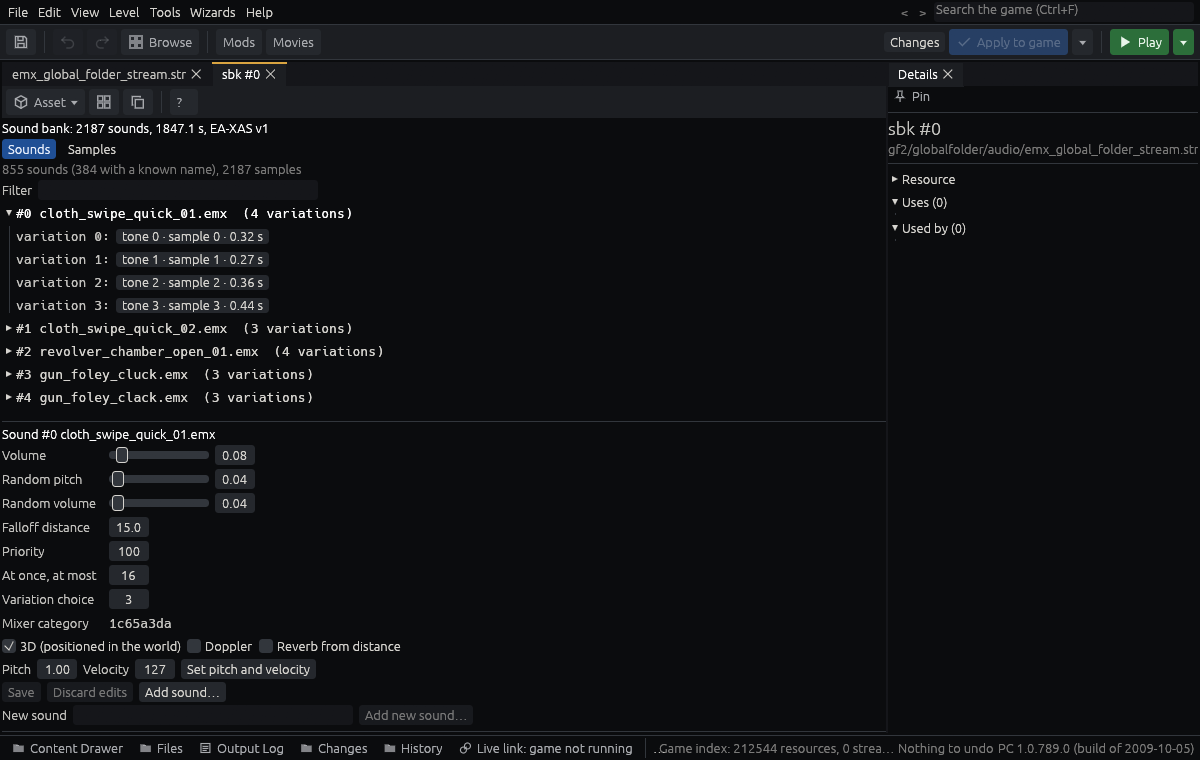 File Edit View Level Tools Wizards Help < > Search the game (Ctrl+F)
Browse Mods Movies Changes Apply to game Play
emx_global_folder_stream.str sbk #0 Details
Asset ? Pin
Sound bank: 2187 sounds, 1847.1 s, EA-XAS v1
sbk #0
Sounds Samples
gf2/globalfolder/audio/emx_global_folder_stream.str
855 sounds (384 with a known name), 2187 samples
Resource
Filter
Uses (0)
#0 cloth_swipe_quick_01.emx (4 variations)
Used by (0)
variation 0: tone 0 · sample 0 · 0.32 s
variation 1: tone 1 · sample 1 · 0.27 s
variation 2: tone 2 · sample 2 · 0.36 s
variation 3: tone 3 · sample 3 · 0.44 s
#1 cloth_swipe_quick_02.emx (3 variations)
#2 revolver_chamber_open_01.emx (4 variations)
#3 gun_foley_cluck.emx (3 variations)
#4 gun_foley_clack.emx (3 variations)
Sound #0 cloth_swipe_quick_01.emx
Volume 0.08
Random pitch 0.04
Random volume 0.04
Falloff distance 15.0
Priority 100
At once, at most 16
Variation choice 3
Mixer category 1c65a3da
3D (positioned in the world) Doppler Reverb from distance
Pitch 1.00 Velocity 127 Set pitch and velocity
Save Discard edits Add sound...
New sound Add new sound...
Content Drawer Files Output Log Changes History Live link: game not running ..Game index: 212544 resources, 0 strea... Nothing to undo PC 1.0.789.0 (build of 2009-10-05)